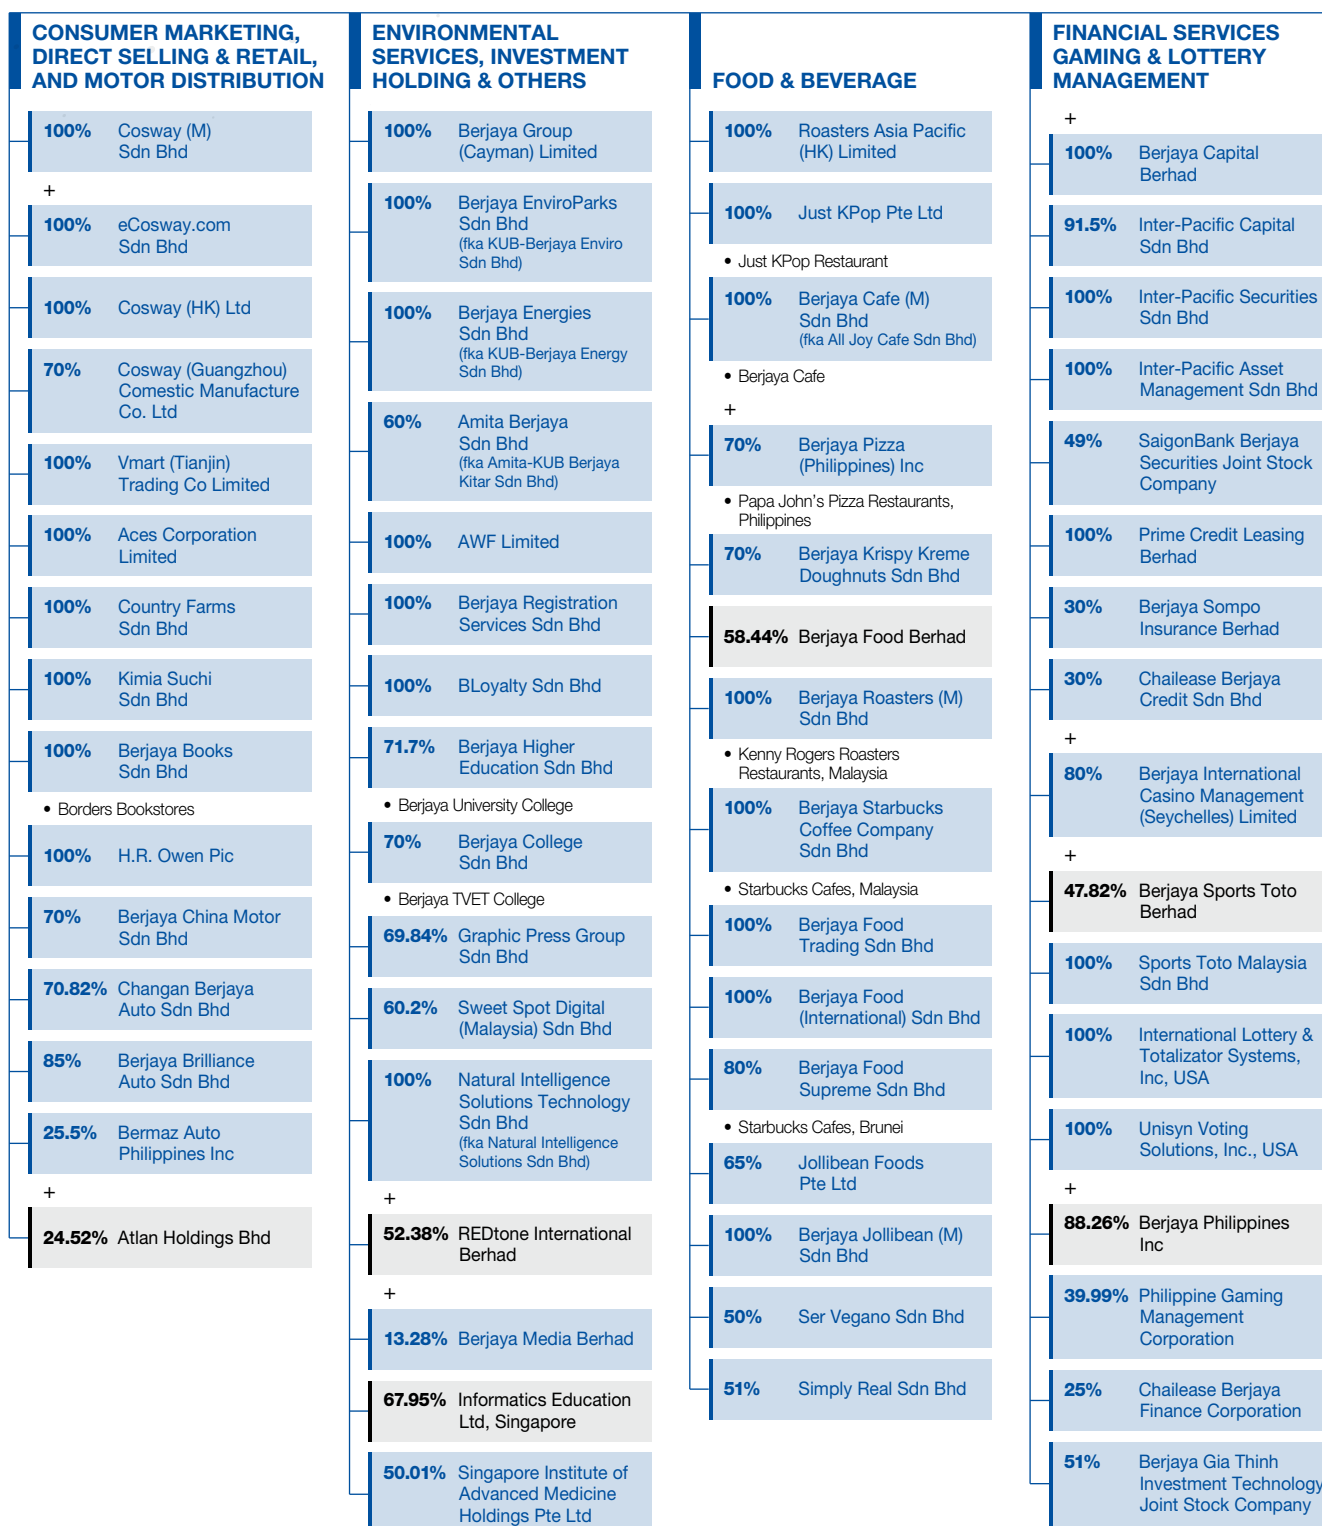 CONSUMER MARKETING,
DIRECT SELLING & RETAIL,
AND MOTOR DISTRIBUTION
100% Cosway (M)
Sdn Bhd
+
100% eCosway.com
Sdn Bhd
100% Cosway (HK) Ltd
70% Cosway (Guangzhou)
Comestic Manufacture
Co. Ltd
100% Vmart (Tianjin)
Trading Co Limited
100% Aces Corporation
Limited
100% Country Farms
Sdn Bhd
100% Kimia Suchi
Sdn Bhd
100% Berjaya Books
Sdn Bhd
• Borders Bookstores
100% H.R. Owen Pic
70% Berjaya China Motor
Sdn Bhd
70.82% Changan Berjaya
Auto Sdn Bhd
85% Berjaya Brilliance
Auto Sdn Bhd
25.5% Bermaz Auto
Philippines Inc
+
24.52% Atlan Holdings Bhd
ENVIRONMENTAL
SERVICES, INVESTMENT
HOLDING & OTHERS
100% Berjaya Group
(Cayman) Limited
100% Berjaya EnviroParks
Sdn Bhd
(fka KUB-Berjaya Enviro
Sdn Bhd)
100% Berjaya Energies
Sdn Bhd
(fka KUB-Berjaya Energy
Sdn Bhd)
60% Amita Berjaya
Sdn Bhd
(fka Amita-KUB Berjaya
Kitar Sdn Bhd)
100% AWF Limited
100% Berjaya Registration
Services Sdn Bhd
100% BLoyalty Sdn Bhd
71.7% Berjaya Higher
Education Sdn Bhd
• Berjaya University College
70% Berjaya College
Sdn Bhd
• Berjaya TVET College
69.84% Graphic Press Group
Sdn Bhd
60.2% Sweet Spot Digital
(Malaysia) Sdn Bhd
100% Natural Intelligence
Solutions Technology
Sdn Bhd
(fka Natural Intelligence
Solutions Sdn Bhd)
+
52.38% REDtone International
Berhad
+
13.28% Berjaya Media Berhad
67.95% Informatics Education
Ltd, Singapore
50.01% Singapore Institute of
Advanced Medicine
Holdings Pte Ltd
FOOD & BEVERAGE
100% Roasters Asia Pacific
(HK) Limited
100% Just KPop Pte Ltd
• Just KPop Restaurant
100% Berjaya Cafe (M)
Sdn Bhd
(fka All Joy Cafe Sdn Bhd)
• Berjaya Cafe
+
70% Berjaya Pizza
(Philippines) Inc
• Papa John's Pizza Restaurants,
Philippines
70% Berjaya Krispy Kreme
Doughnuts Sdn Bhd
58.44% Berjaya Food Berhad
100% Berjaya Roasters (M)
Sdn Bhd
• Kenny Rogers Roasters
Restaurants, Malaysia
100% Berjaya Starbucks
Coffee Company
Sdn Bhd
• Starbucks Cafes, Malaysia
100% Berjaya Food
Trading Sdn Bhd
100% Berjaya Food
(International) Sdn Bhd
80% Berjaya Food
Supreme Sdn Bhd
• Starbucks Cafes, Brunei
65% Jollibean Foods
Pte Ltd
100% Berjaya Jollibean (M)
Sdn Bhd
50% Ser Vegano Sdn Bhd
51% Simply Real Sdn Bhd
FINANCIAL SERVICES
GAMING & LOTTERY
MANAGEMENT
+
100% Berjaya Capital
Berhad
91.5% Inter-Pacific Capital
Sdn Bhd
100% Inter-Pacific Securities
Sdn Bhd
100% Inter-Pacific Asset
Management Sdn Bhd
49% SaigonBank Berjaya
Securities Joint Stock
Company
100% Prime Credit Leasing
Berhad
30% Berjaya Sompo
Insurance Berhad
30% Chailease Berjaya
Credit Sdn Bhd
+
80% Berjaya International
Casino Management
(Seychelles) Limited
+
47.82% Berjaya Sports Toto
Berhad
100% Sports Toto Malaysia
Sdn Bhd
100% International Lottery &
Totalizator Systems,
Inc, USA
100% Unisyn Voting
Solutions, Inc., USA
+
88.26% Berjaya Philippines
Inc
39.99% Philippine Gaming
Management
Corporation
25% Chailease Berjaya
Finance Corporation
51% Berjaya Gia Thinh
Investment Technology
Joint Stock Company